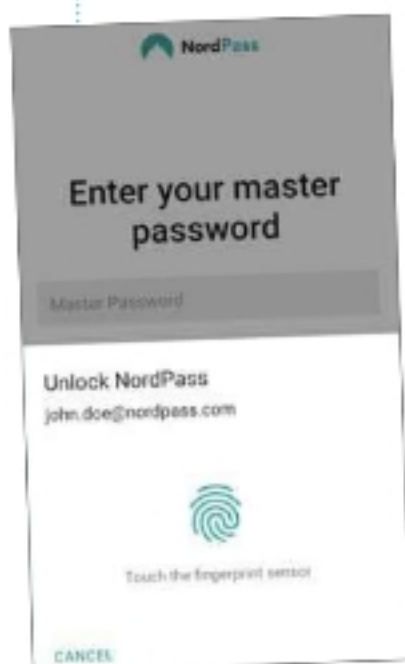 NordPass
Enter your master
password
Master Password
Unlock NordPass
john.doe@nordpass.com
Touch the fingerprint sensor
CANCEL